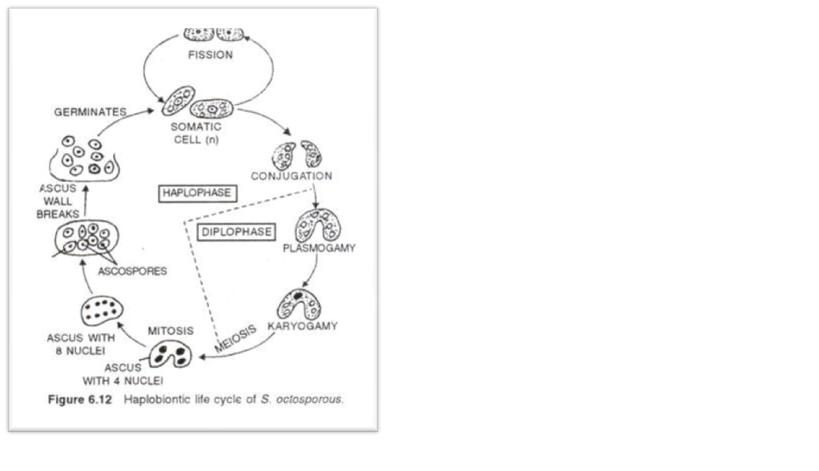 FISSION
GERMINATES
SOMATIC
CELL (n)
CONJUGATION
ASCUS
WALL
BREAKS
HAPLOPHASE
DIPLOPHASE
PLASMOGAMY
ASCOSPORES
KARYOGAMY
MEIOSIS
MITOSIS
ASCUS WITH
8 NUCLEI
ASCUS
WITH 4 NUCLEI
Figure 6.12 Haplobiontic life cycle of S. octosporous.